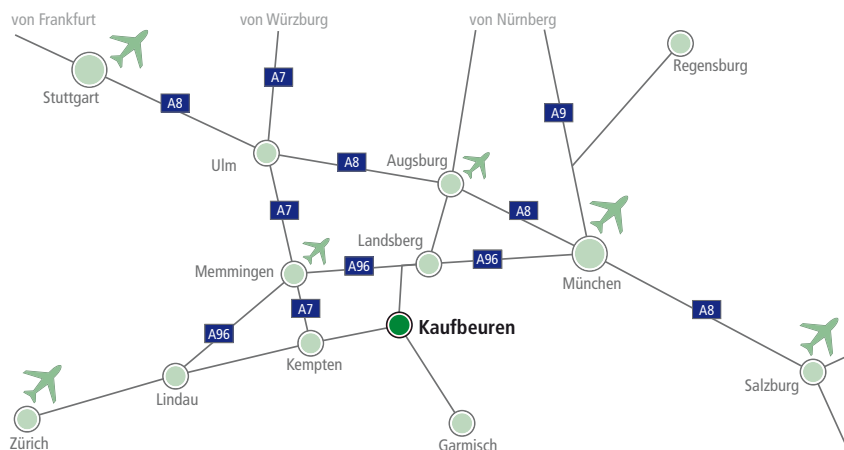 von Frankfurt
von Würzburg
von Nürnberg
Regensburg
A7
Stuttgart
A8
A9
Ulm
A8
Augsburg
A7
A8
Landsberg
Memmingen
A96
A96
München
A7
A8
A96
Kaufbeuren
Kempten
Salzburg
Lindau
Zürich
Garmisch